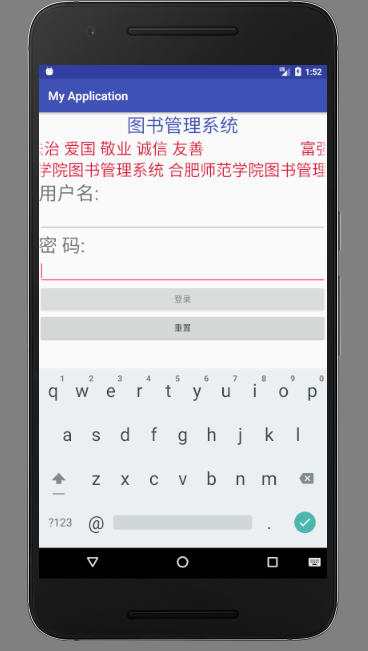 1:52
My Application
图书管理系统
治 爱国 敬业 诚信 友善 富强
学院图书管理系统 合肥师范学院图书管理
用户名:
密 码:
登录
重置
1 2 3 4 5 6 7 8 9 0
q w e r t y u i o p
a s d f g h j k l
z x c v b n m
?123 @ .